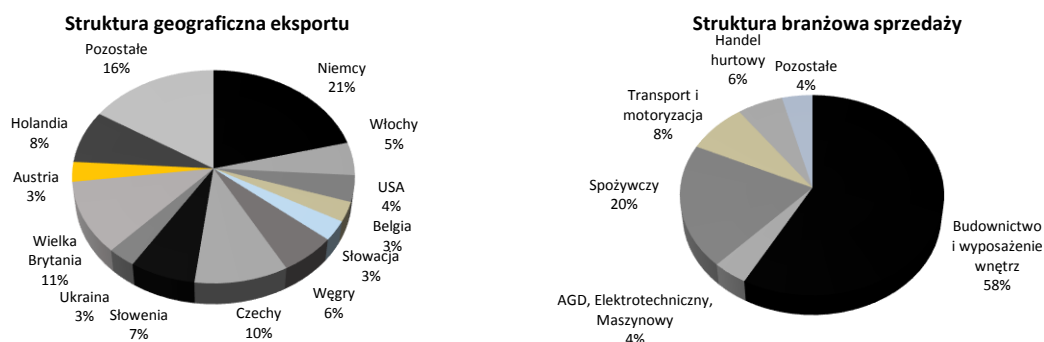 Struktura geograficzna eksportu
Pozostałe
16%
Niemcy
21%
Włochy
5%
USA
4%
Belgia
3%
Słowacja
3%
Węgry
6%
Czechy
10%
Słowenia
7%
Ukraina
3%
Wielka
Brytania
11%
Austria
3%
Holandia
8%
Struktura branżowa sprzedaży
Handel
hurtowy
6%
Pozostałe
4%
Transport i
motoryzacja
8%
Spożywczy
20%
AGD, Elektrotechniczny,
Maszynowy
4%
Budownictwo
i wyposażenie
wnętrz
58%